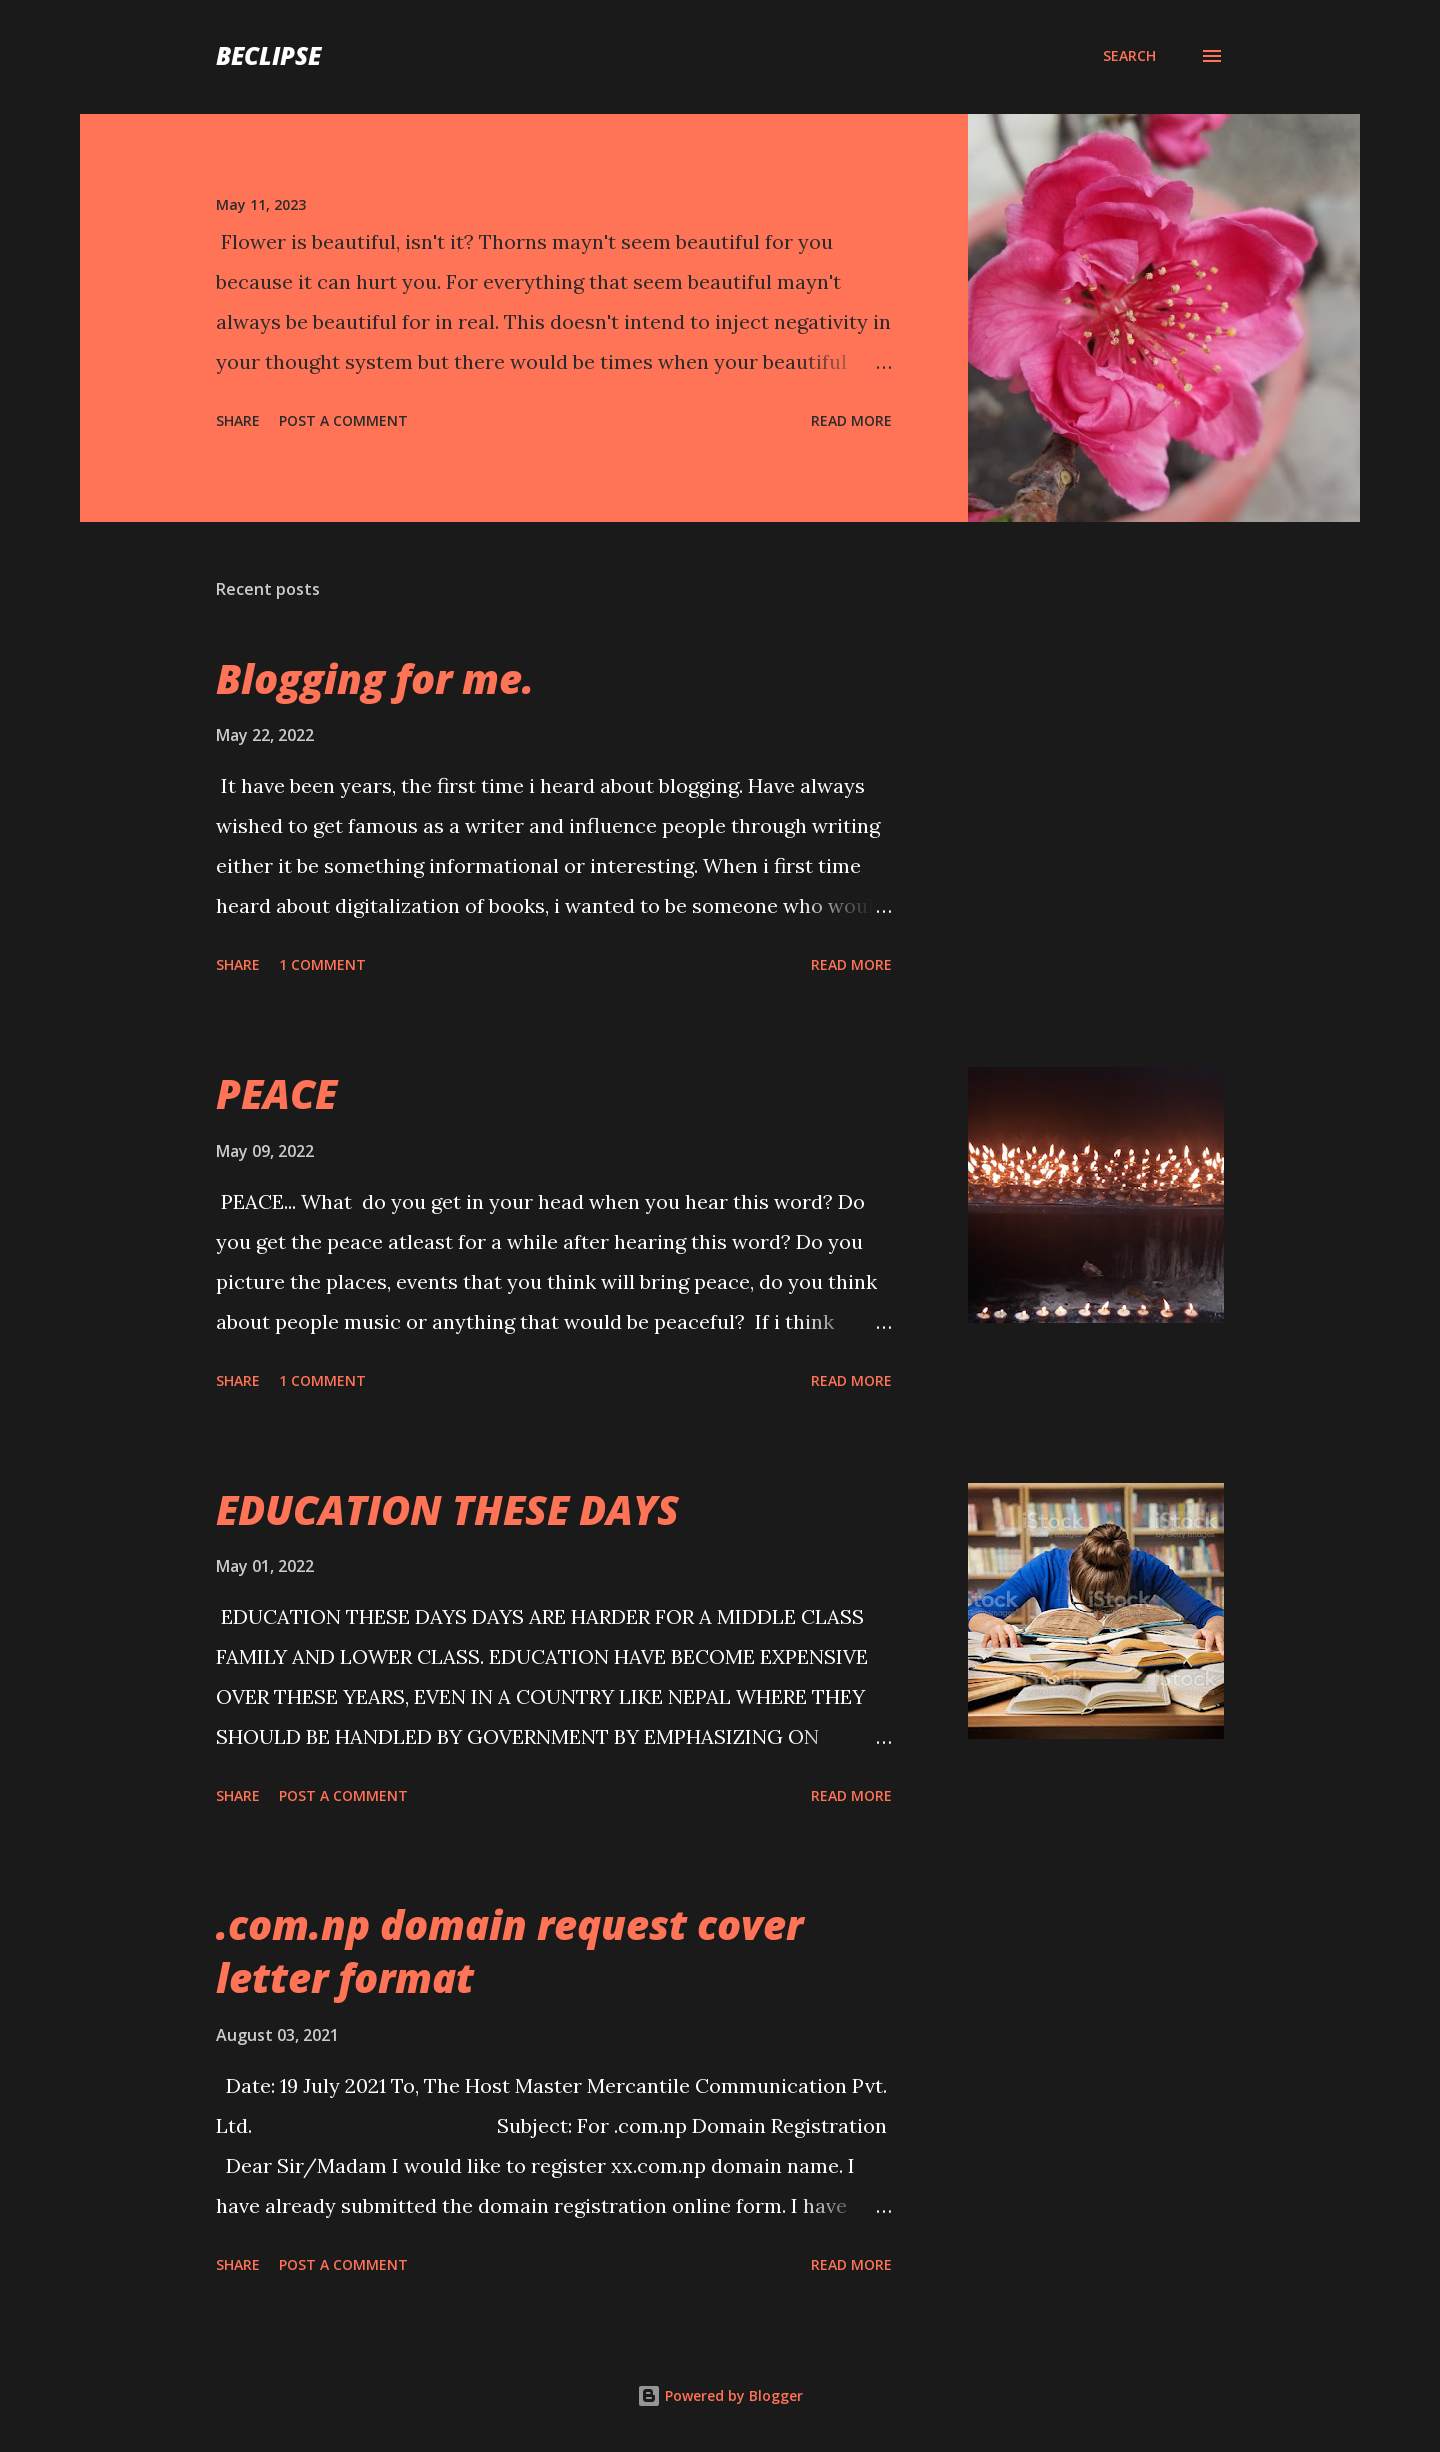 BECLIPSE
SEARCH
May 11, 2023
Flower is beautiful, isn't it? Thorns mayn't seem beautiful for you
because it can hurt you. For everything that seem beautiful mayn't
always be beautiful for in real. This doesn't intend to inject negativity in
your thought system but there would be times when your beautiful …
SHARE POST A COMMENT READ MORE
Recent posts
Blogging for me.
May 22, 2022
It have been years, the first time i heard about blogging. Have always
wished to get famous as a writer and influence people through writing
either it be something informational or interesting. When i first time
heard about digitalization of books, i wanted to be someone who …
SHARE 1 COMMENT READ MORE
PEACE
May 09, 2022
PEACE... What do you get in your head when you hear this word? Do
you get the peace atleast for a while after hearing this word? Do you
picture the places, events that you think will bring peace, do you think
about people music or anything that would be peaceful? If i think …
SHARE 1 COMMENT READ MORE
EDUCATION THESE DAYS
May 01, 2022
EDUCATION THESE DAYS DAYS ARE HARDER FOR A MIDDLE CLASS
FAMILY AND LOWER CLASS. EDUCATION HAVE BECOME EXPENSIVE
OVER THESE YEARS, EVEN IN A COUNTRY LIKE NEPAL WHERE THEY
SHOULD BE HANDLED BY GOVERNMENT BY EMPHASIZING ON …
SHARE POST A COMMENT READ MORE
iStock
iStock
iStock
iStock
iStock
iStock
.com.np domain request cover
letter format
August 03, 2021
Date: 19 July 2021 To, The Host Master Mercantile Communication Pvt.
Ltd. Subject: For .com.np Domain Registration
Dear Sir/Madam I would like to register xx.com.np domain name. I
have already submitted the domain registration online form. I have …
SHARE POST A COMMENT READ MORE
Powered by Blogger